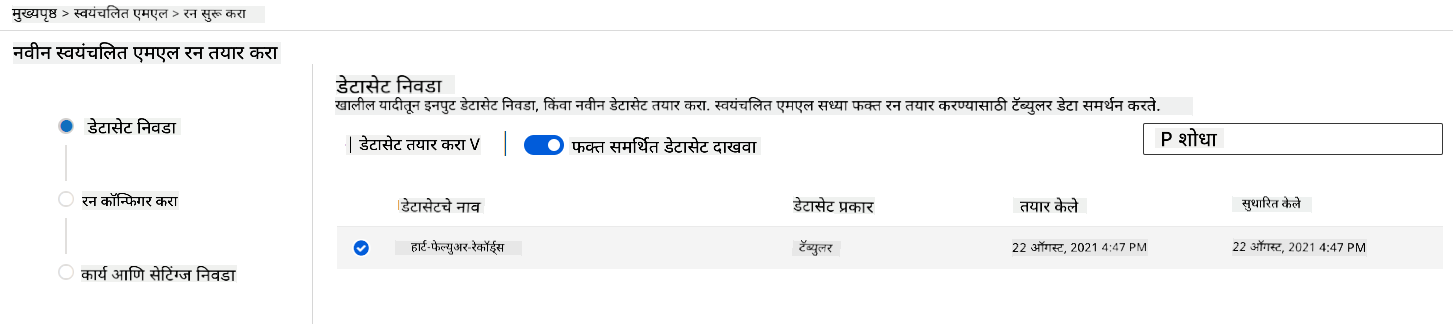 मुख्यपृष्ठ > स्वयंचलित एमएल > रन सुरू करा
नवीन स्वयंचलित एमएल रन तयार करा
डेटासेट निवडा
रन कॉन्फिगर करा
कार्य आणि सेटिंग्ज निवडा
डेटासेट निवडा
खालील यादीतून इनपुट डेटासेट निवडा, किंवा नवीन डेटासेट तयार करा. स्वयंचलित एमएल सध्या फक्त रन तयार करण्यासाठी टॅब्युलर डेटा समर्थन करते.
| डेटासेट तयार करा V फक्त समर्थित डेटासेट दाखवा P शोधा
डेटासेटचे नाव डेटासेट प्रकार तयार केले सुधारित केले
हार्ट-फेल्युअर-रेकॉर्ड्स टॅब्युलर 22 ऑगस्ट, 2021 4:47 PM 22 ऑगस्ट, 2021 4:47 PM